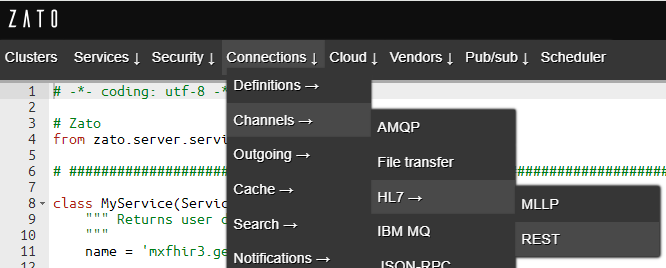 ZATO
Clusters Services ↓ Security ↓ Connections ↓ Cloud ↓ Vendors ↓ Pub/sub ↓ Scheduler
Definitions →
Channels →
Outgoing →
Cache →
Search →
Notifications →
AMQP
File transfer
HL7 →
IBM MQ
JSON-RPC
MLLP
REST
1 # -*- coding: utf-8 -*
2
3 # Zato
4 from zato.server.servi
5
6 # ####################
7
8 class MyService(Servic
9 """ Returns user
10 """
11 name = 'mxfhir3.ge